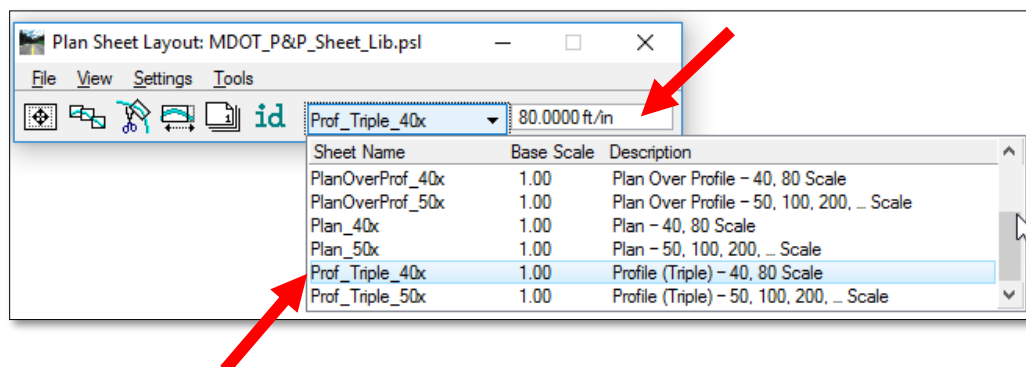 Plan Sheet Layout: MDOT_P&P_Sheet_Lib.psl
File View Settings Tools
id Prof_Triple_40x 80.0000 ft/in
Sheet Name Base Scale Description
PlanOverProf_40x 1.00 Plan Over Profile - 40, 80 Scale
PlanOverProf_50x 1.00 Plan Over Profile - 50, 100, 200, ... Scale
Plan_40x 1.00 Plan - 40, 80 Scale
Plan_50x 1.00 Plan - 50, 100, 200, ... Scale
Prof_Triple_40x 1.00 Profile (Triple) - 40, 80 Scale
Prof_Triple_50x 1.00 Profile (Triple) - 50, 100, 200, ... Scale